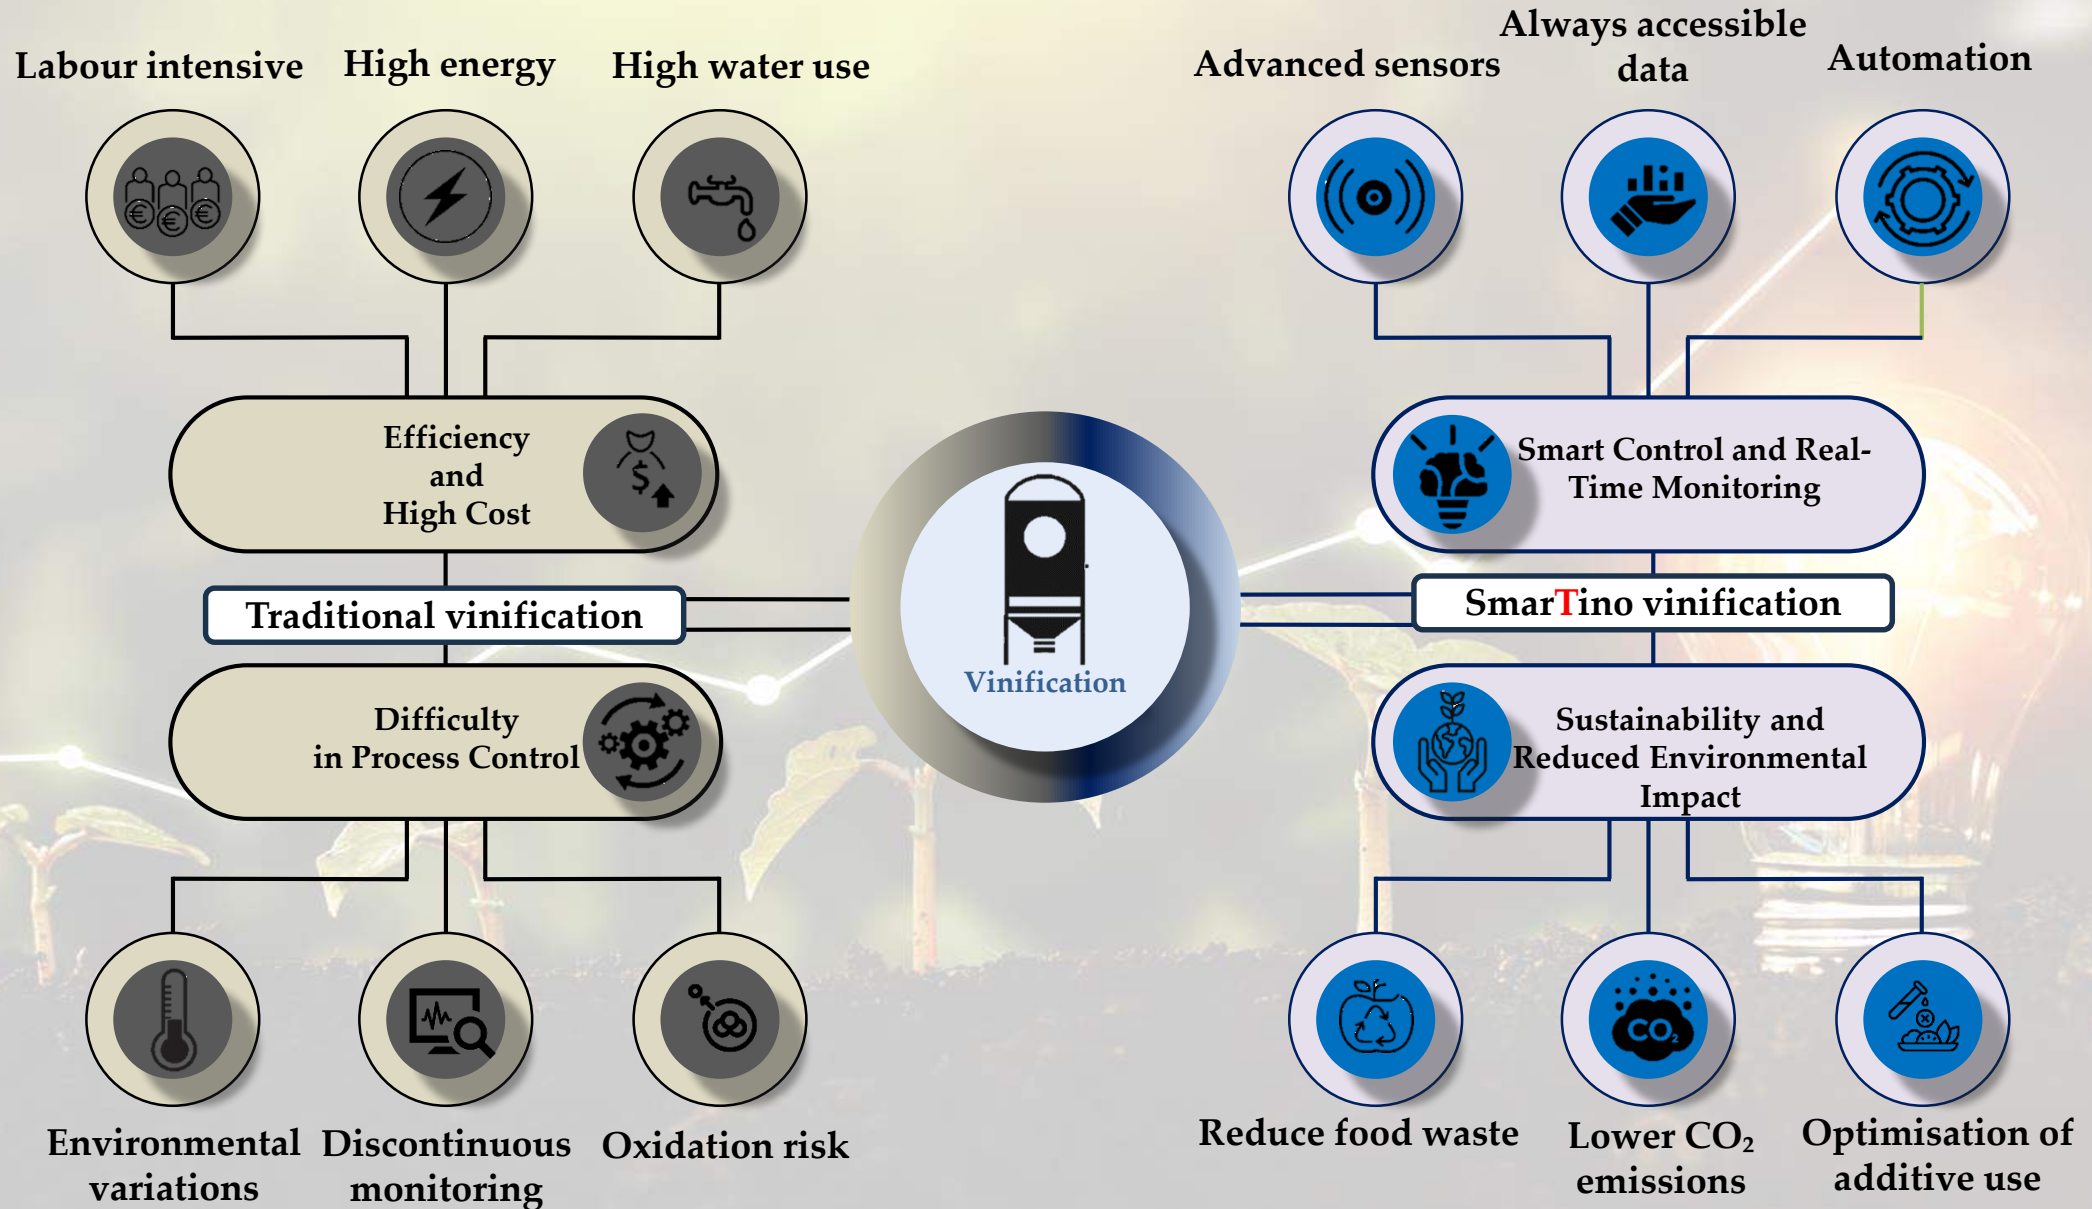 Labour intensive
High energy
High water use
Advanced sensors
Always accessible
data
Automation
Efficiency
and
High Cost
$
Smart Control and Real-
Time Monitoring
Traditional vinification
Vinification
SmarTino vinification
Difficulty
in Process Control
Sustainability and
Reduced Environmental
Impact
CO₂
Environmental
variations
Discontinuous
monitoring
Oxidation risk
Reduce food waste
Lower CO₂
emissions
Optimisation of
additive use